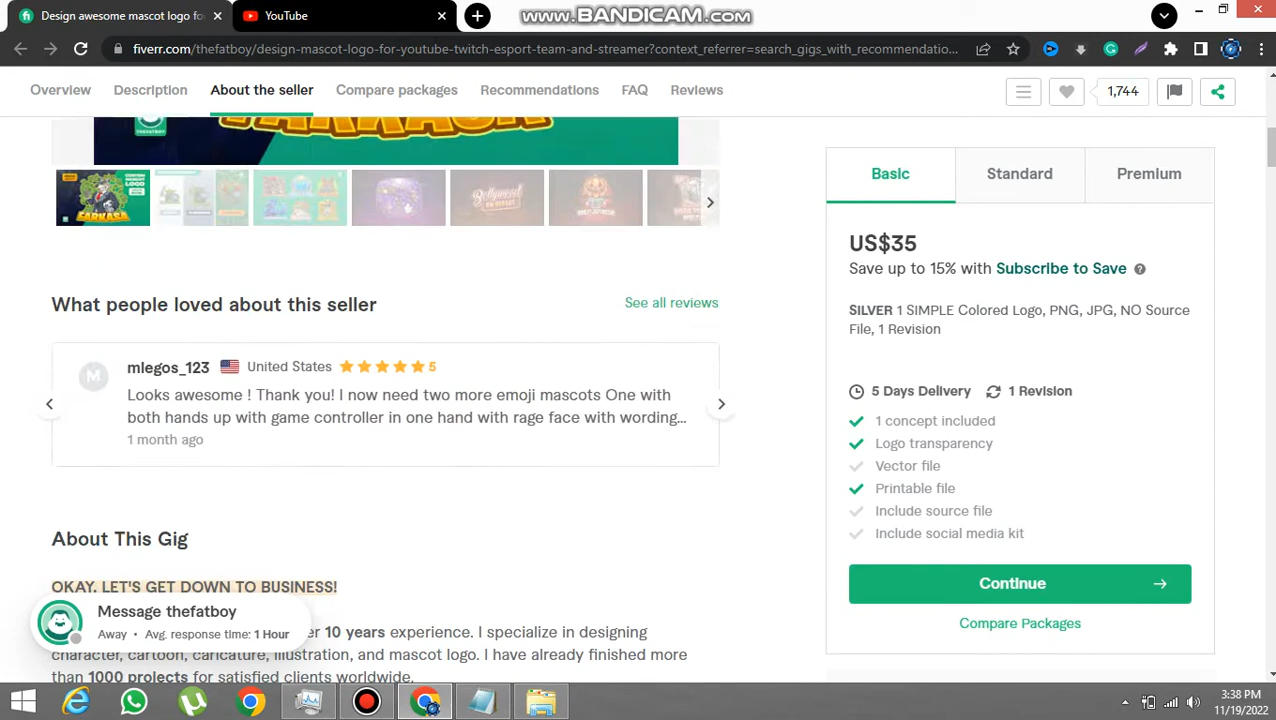 Design awesome mascot logo fo
YouTube
www.BANDICAM.com
fiverr.com/thefatboy/design-mascot-logo-for-youtube-twitch-esport-team-and-streamer?context_referrer=search_gigs_with_recommendatio...
Overview
Description
About the seller
Compare packages
Recommendations
FAQ
Reviews
1,744
THEFATBOY
FARKASA
Basic
Standard
Premium
US$35
Save up to 15% with Subscribe to Save
SILVER 1 SIMPLE Colored Logo, PNG, JPG, NO Source
File, 1 Revision
5 Days Delivery
1 Revision
1 concept included
Logo transparency
Vector file
Printable file
Include source file
Include social media kit
Continue
Compare Packages
FARKASA
Bollywood
What people loved about this seller
See all reviews
M
mlegos_123
United States
5
Looks awesome ! Thank you! I now need two more emoji mascots One with
both hands up with game controller in one hand with rage face with wording...
1 month ago
About This Gig
OKAY. LET'S GET DOWN TO BUSINESS!
er 10 years experience. I specialize in designing
character, cartoon, caricature, illustration, and mascot logo. I have already finished more
than 1000 projects for satisfied clients worldwide.
Message thefatboy
Away • Avg. response time: 1 Hour
3:38 PM
11/19/2022